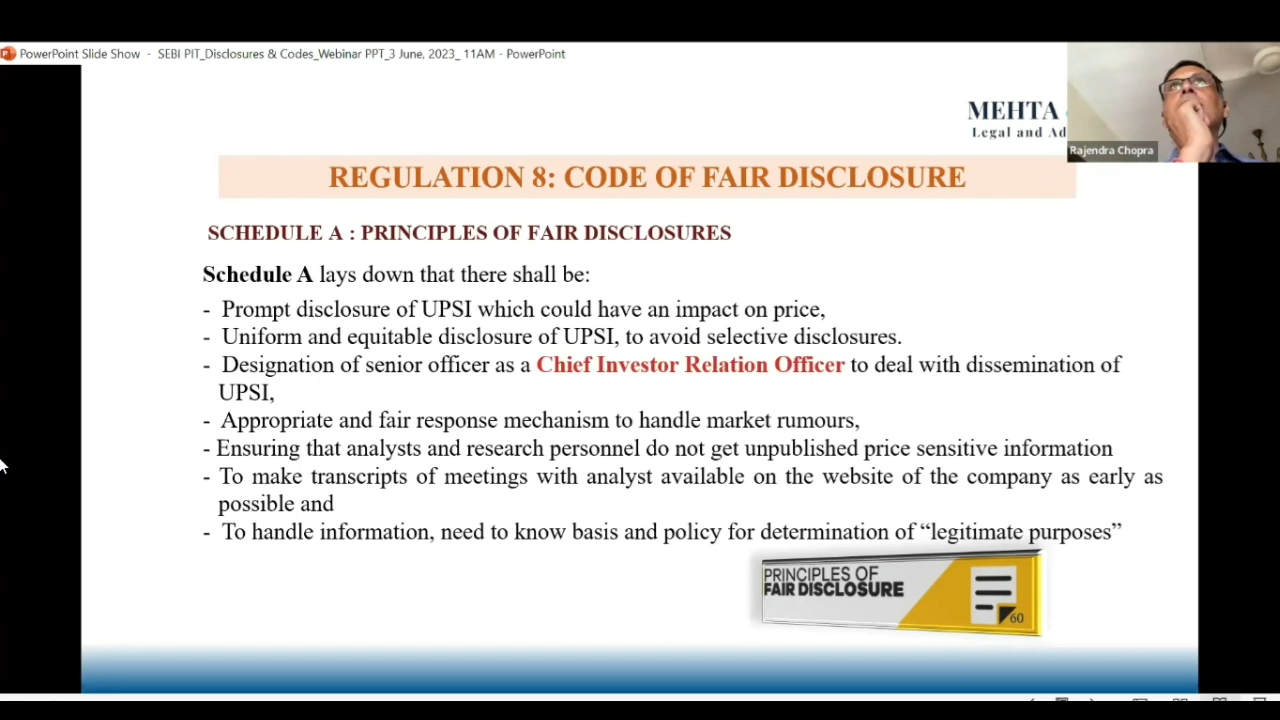 PowerPoint Slide Show - SEBI PIT_Disclosures & Codes_Webinar PPT_3 June, 2023_ 11AM - PowerPoint
MEHTA
Legal and Ad
Rajendra Chopra
REGULATION 8: CODE OF FAIR DISCLOSURE
SCHEDULE A : PRINCIPLES OF FAIR DISCLOSURES
Schedule A lays down that there shall be:
- Prompt disclosure of UPSI which could have an impact on price,
- Uniform and equitable disclosure of UPSI, to avoid selective disclosures.
- Designation of senior officer as a Chief Investor Relation Officer to deal with dissemination of
UPSI,
- Appropriate and fair response mechanism to handle market rumours,
- Ensuring that analysts and research personnel do not get unpublished price sensitive information
- To make transcripts of meetings with analyst available on the website of the company as early as
possible and
- To handle information, need to know basis and policy for determination of “legitimate purposes”
PRINCIPLES OF
FAIR DISCLOSURE
60